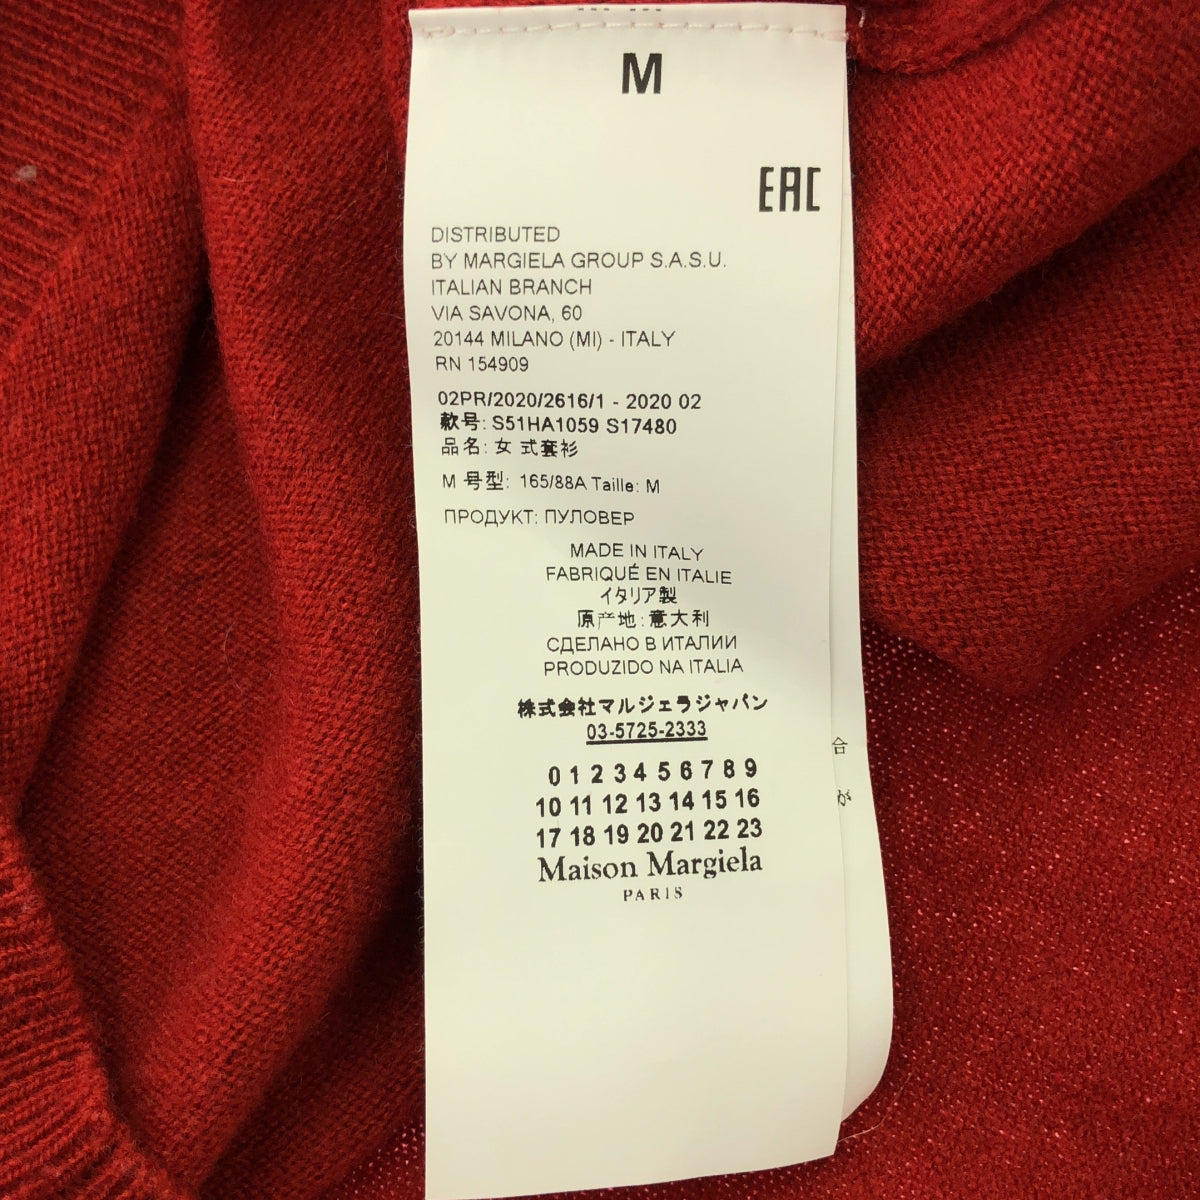 M
EAC
DISTRIBUTED
BY MARGIELA GROUP S.A.S.U.
ITALIAN BRANCH
VIA SAVONA, 60
20144 MILANO (MI) - ITALY
RN 154909
02PR/2020/2616/1 - 2020 02
款号: S51HA1059 S17480
品名: 女 式套衫
M 号型: 165/88A Taille: M
ПРОДУКТ: ПУЛОВЕР
MADE IN ITALY
FABRIQUÉ EN ITALIE
イタリア製
原产地: 意大利
СДЕЛАНО В ИТАЛИИ
PRODUZIDO NA ITALIA
株式会社マルジェラジャパン
03-5725-2333
0 1 2 3 4 5 6 7 8 9
10 11 12 13 14 15 16
17 18 19 20 21 22 23
Maison Margiela
PARIS
合
が